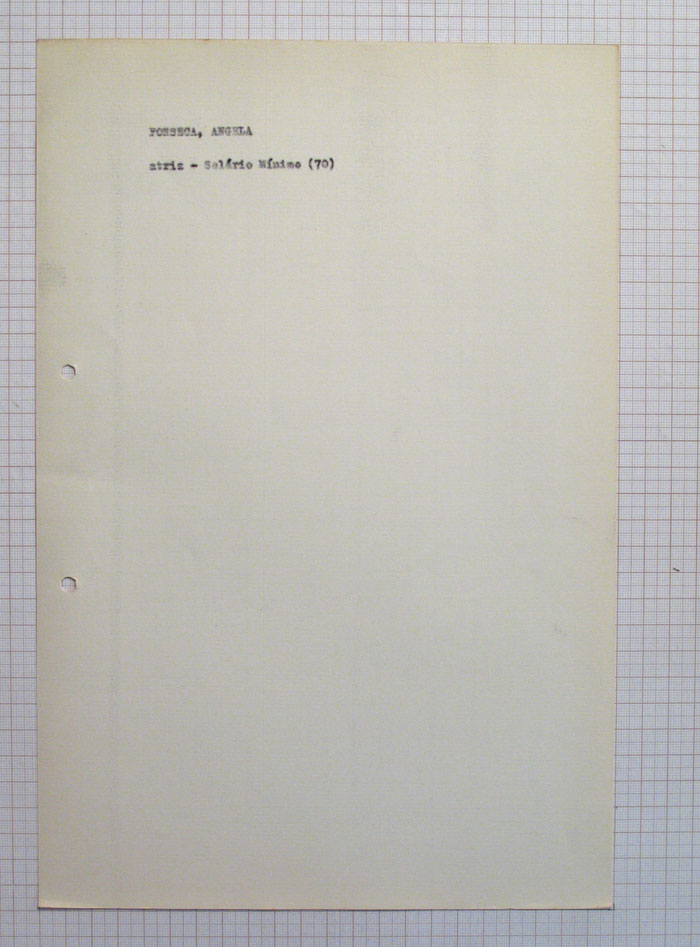 FONSECA, ANGELA
atriz - Salário Mínimo (70)